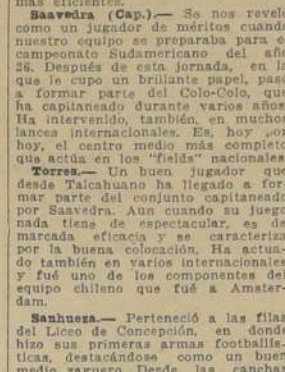 más eficientes.
Saavedra (Cap.).— Se nos reveló
como un jugador de méritos cuando
nuestro equipo se preparaba para el
campeonato Sudamericano del año
26. Después de esta jornada, en la
que le cupo un brillante papel, pasó
a formar parte del Colo-Colo, que
ha capitaneado durante varios años.
Ha intervenido, también, en muchos
lances internacionales. Es, hoy por
hoy, el centro medio más completo
que actúa en los "fields" nacionales.
Torres.— Un buen jugador que
desde Talcahuano ha llegado a for-
mar parte del conjunto capitaneado
por Saavedra. Aun cuando su juego
nada tiene de espectacular, es de
marcada eficacia y se caracteriza
por la buena colocación. Ha actua-
do también en varios internacionales
y fué uno de los componentes del
equipo chileno que fué a Amster-
dam.
Sanhueza.— Perteneció a las filas
del Liceo de Concepción, en donde
hizo sus primeras armas footballís-
ticas, destacándose como un buen
medio zaguero. Desde las canchas